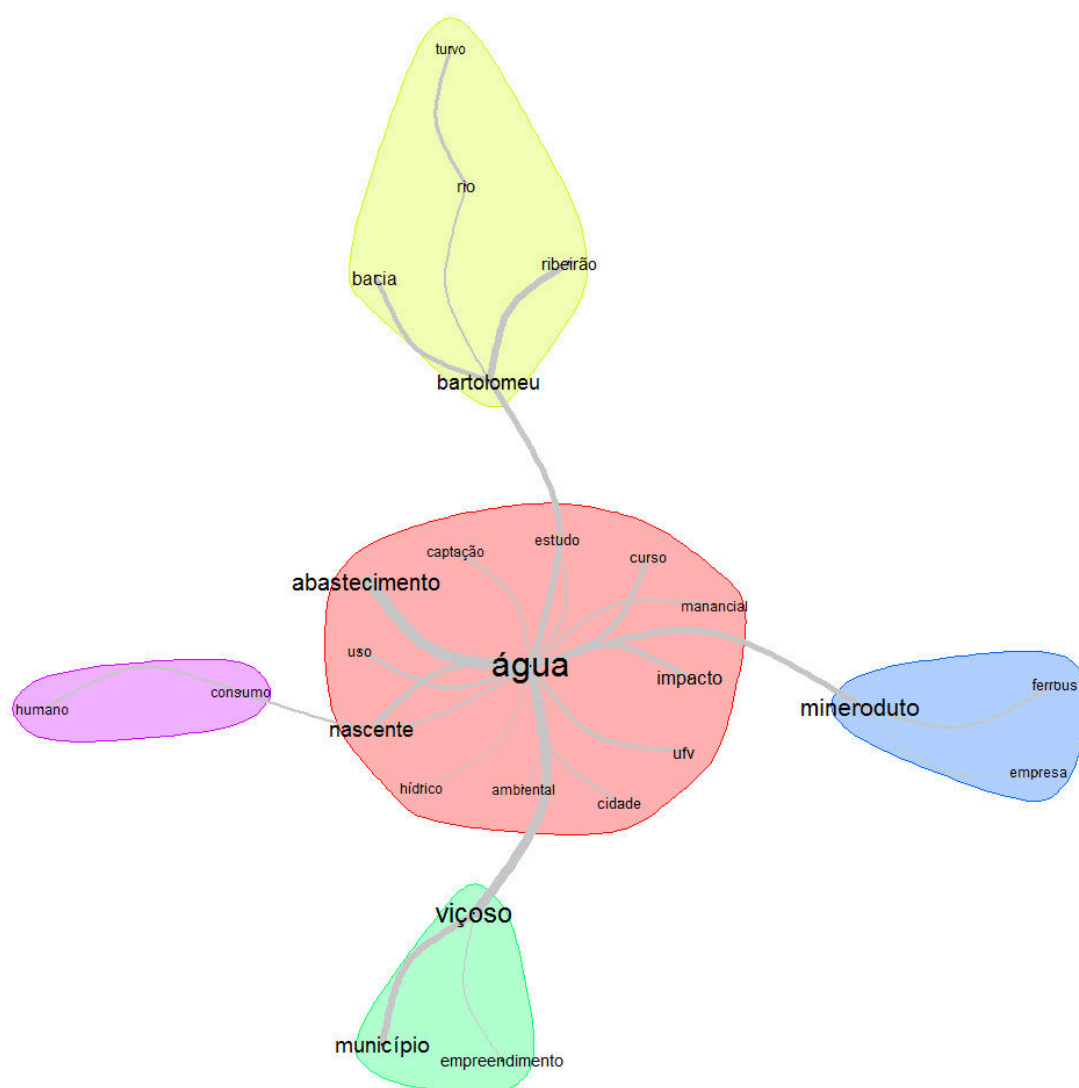 turvo
rio
ribeirão
bacia
bartolomeu
estudo
captação
curso
abastecimento
manancial
uso
água
impacto
consumo
humano
nascente
mineroduto
ferrous
ufv
empresa
hídrico
ambiental
cidade
viçoso
município
empreendimento